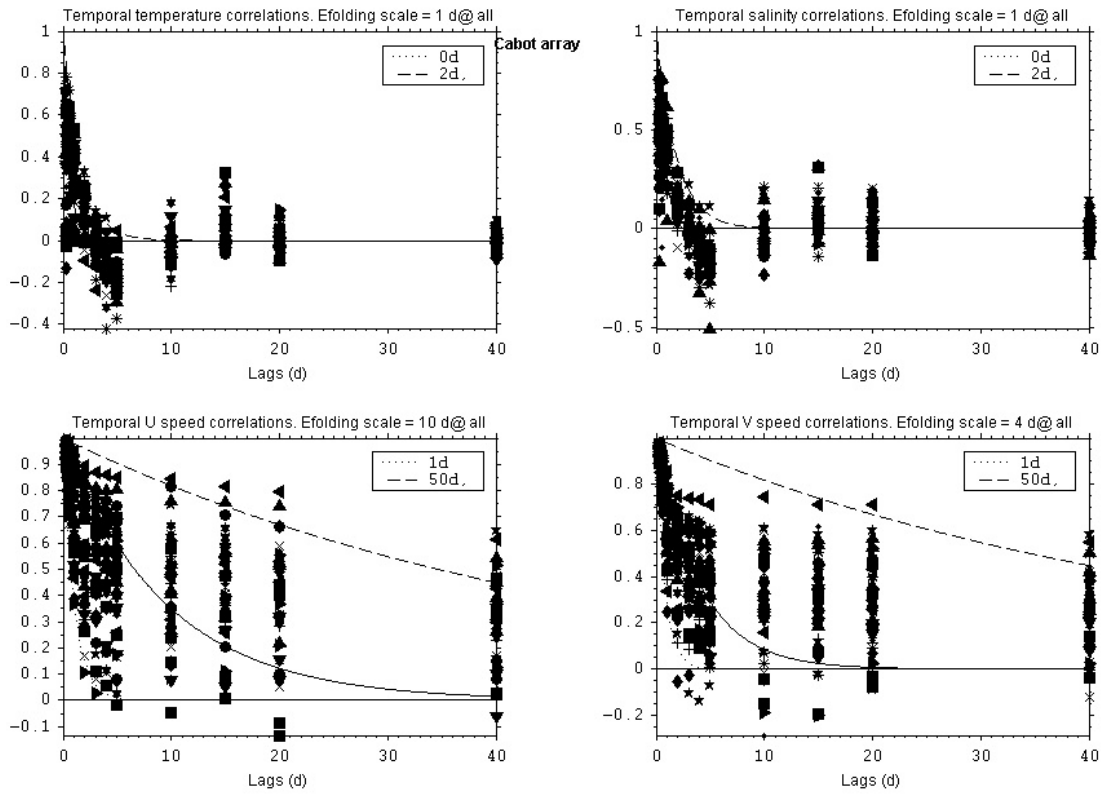 Temporal temperature correlations. Efolding scale = 1 d@ all
Temporal salinity correlations. Efolding scale = 1 d@ all
Cabot array
1
0.8
0.6
0.4
0.2
0
-0.2
-0.4
0d
2d,
0 10 20 30 40
Lags (d)
1
0.5
0
-0.5
0d
2d,
0 10 20 30 40
Lags (d)
Temporal U speed correlations. Efolding scale = 10 d@ all
Temporal V speed correlations. Efolding scale = 4 d@ all
0.9
0.8
0.7
0.6
0.5
0.4
0.3
0.2
0.1
0
-0.1
1d
50d,
0 10 20 30 40
Lags (d)
0.8
0.6
0.4
0.2
0
-0.2
1d
50d,
0 10 20 30 40
Lags (d)